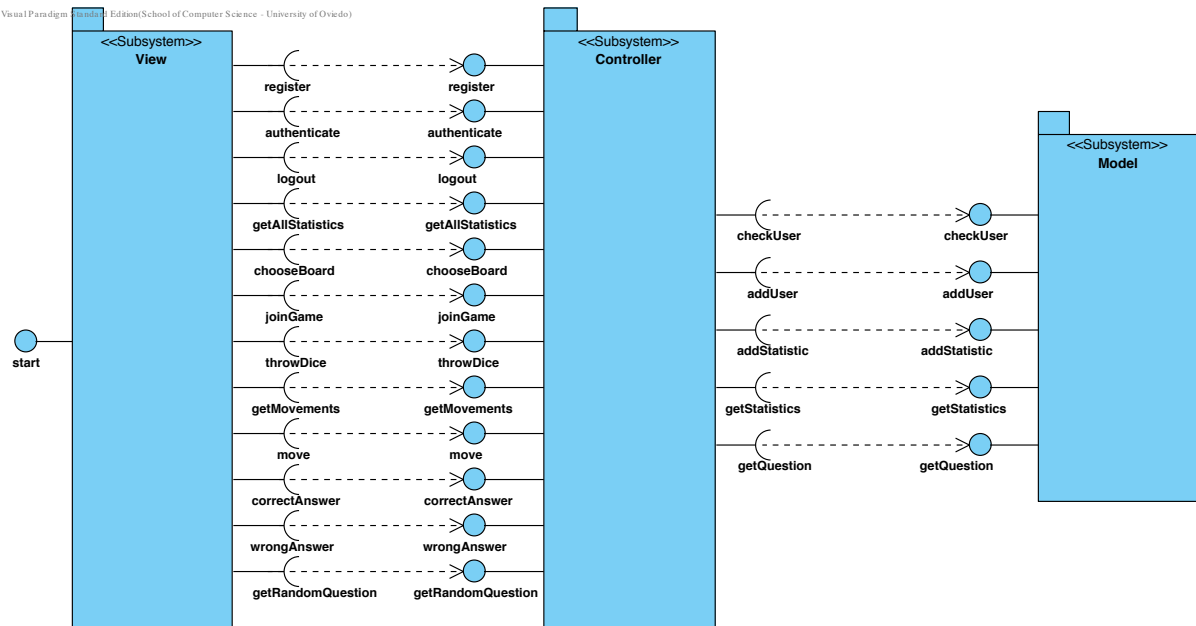 Visual Paradigm Standard Edition(School of Computer Science - University of Oviedo)
<<Subsystem>>
View
<<Subsystem>>
Controller
<<Subsystem>>
Model
start
register
register
authenticate
authenticate
logout
logout
getAllStatistics
getAllStatistics
chooseBoard
chooseBoard
joinGame
joinGame
throwDice
throwDice
getMovements
getMovements
move
move
correctAnswer
correctAnswer
wrongAnswer
wrongAnswer
getRandomQuestion
getRandomQuestion
checkUser
checkUser
addUser
addUser
addStatistic
addStatistic
getStatistics
getStatistics
getQuestion
getQuestion